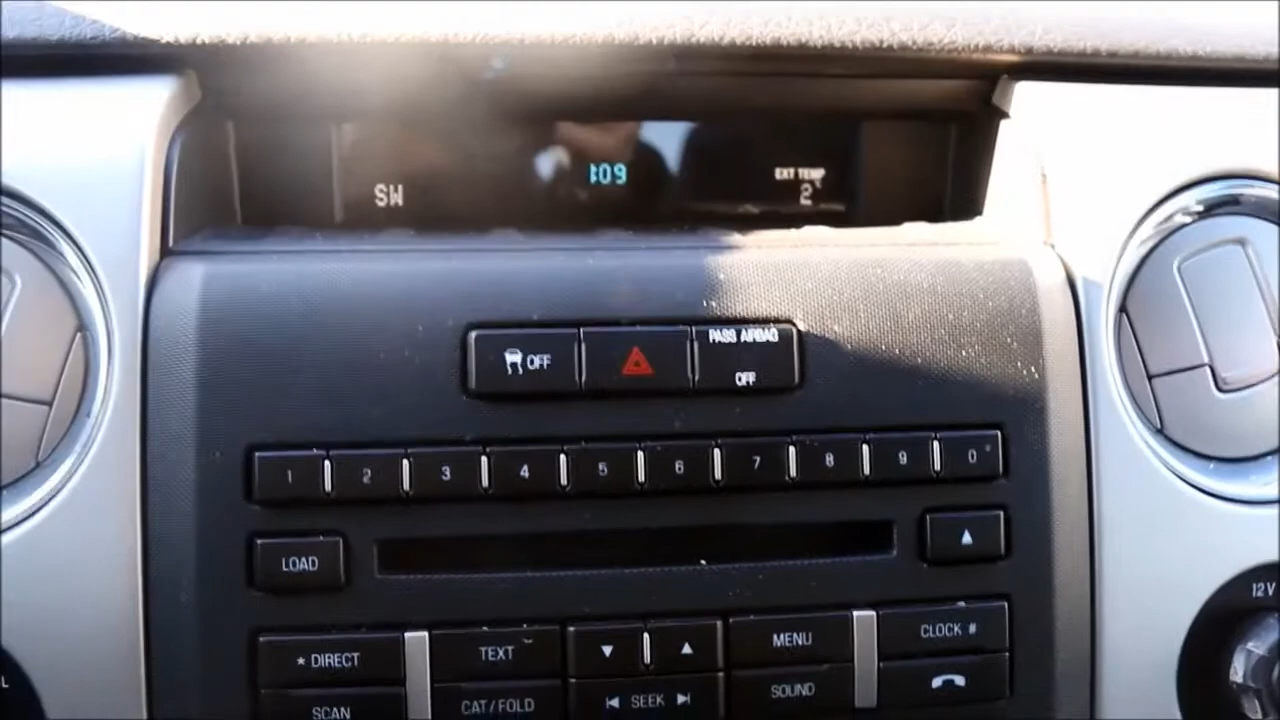 SW
1:09
EXT TEMP
2°
OFF
PASS AIRBAG
OFF
1 2 3 4 5 6 7 8 9 0
LOAD
* DIRECT
TEXT
MENU
CLOCK #
SCAN
CAT/FOLD
SEEK
SOUND
12V
L